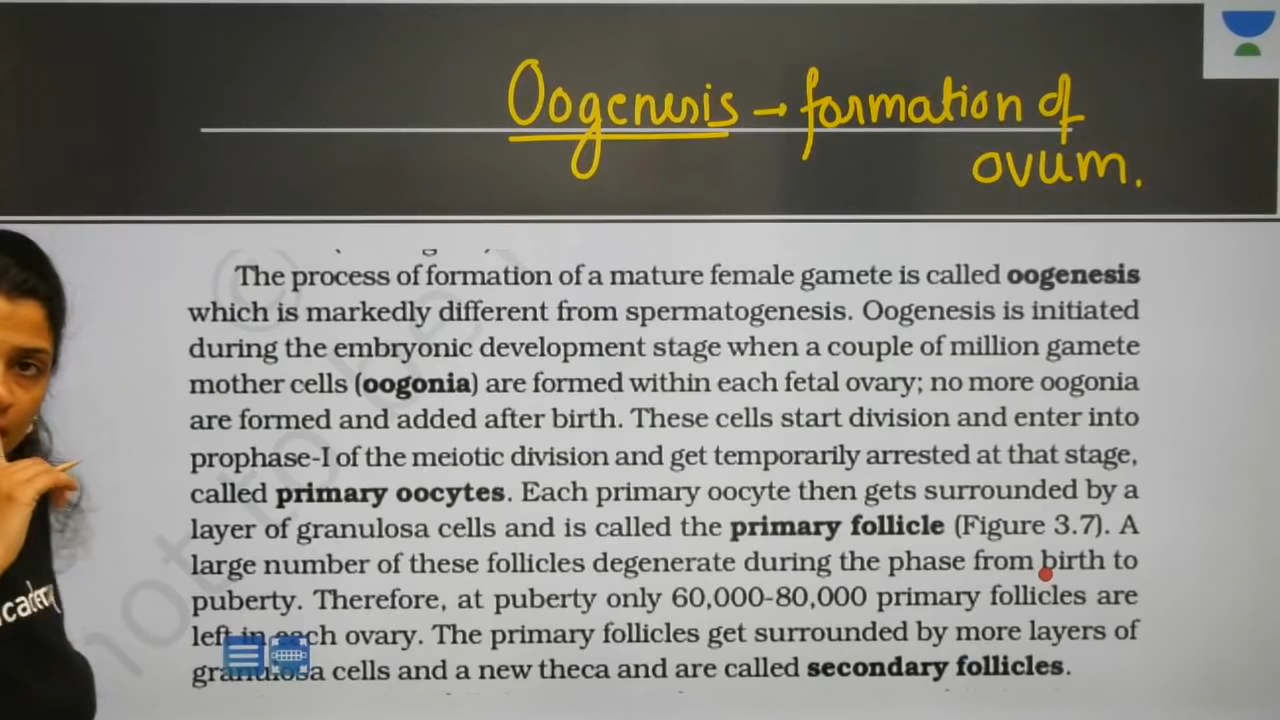 Oogenesis → formation of
ovum.
The process of formation of a mature female gamete is called oogenesis
which is markedly different from spermatogenesis. Oogenesis is initiated
during the embryonic development stage when a couple of million gamete
mother cells (oogonia) are formed within each fetal ovary; no more oogonia
are formed and added after birth. These cells start division and enter into
prophase-I of the meiotic division and get temporarily arrested at that stage,
called primary oocytes. Each primary oocyte then gets surrounded by a
layer of granulosa cells and is called the primary follicle (Figure 3.7). A
large number of these follicles degenerate during the phase from birth to
puberty. Therefore, at puberty only 60,000-80,000 primary follicles are
left in each ovary. The primary follicles get surrounded by more layers of
granulosa cells and a new theca and are called secondary follicles.